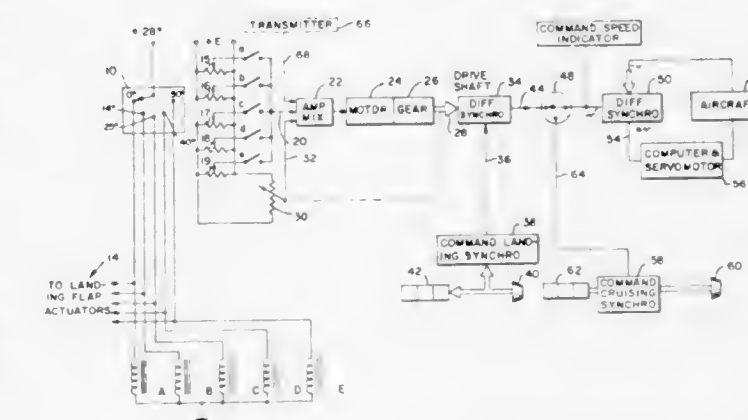 TRANSMITTER 66
COMMAND SPEED
INDICATOR
+ 28"
+ E
10
0°
50°
14°
25°
40°
15
16
17
18
19
a
b
c
d
e
68
22
AMP
MIX
20
32
30
24
MOTOR
26
GEAR
DRIVE
SHAFT
28
34
DIFF
SYNCHRO
36
44
48
50
DIFF
SYNCHRO
54
AIRCRAF
COMPUTER &
SERVOMOTOR
56
64
38
COMMAND LAND-
ING SYNCHRO
42
40
62
58
COMMAND
CRUISING
SYNCHRO
60
14
TO LAND-
ING FLAP
ACTUATORS
A
B
C
D
E